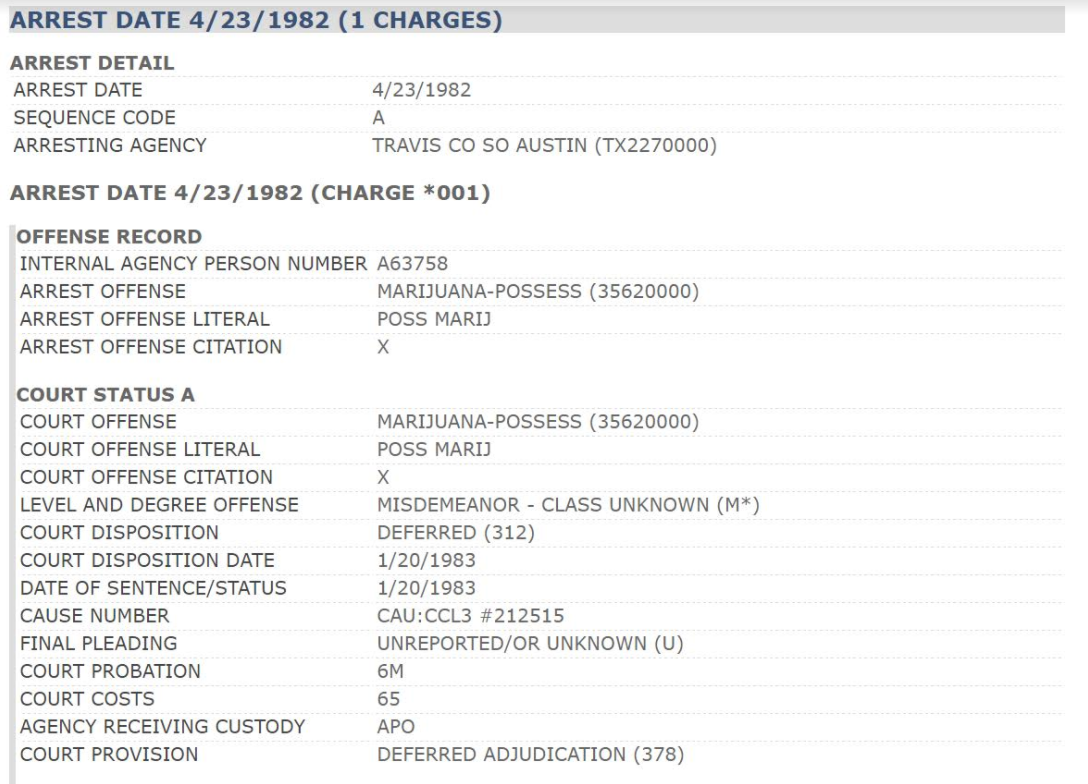 ARREST DATE 4/23/1982 (1 CHARGES)
ARREST DETAIL
ARREST DATE 4/23/1982
SEQUENCE CODE A
ARRESTING AGENCY TRAVIS CO SO AUSTIN (TX2270000)
ARREST DATE 4/23/1982 (CHARGE *001)
OFFENSE RECORD
INTERNAL AGENCY PERSON NUMBER A63758
ARREST OFFENSE MARIJUANA-POSSESS (35620000)
ARREST OFFENSE LITERAL POSS MARIJ
ARREST OFFENSE CITATION X
COURT STATUS A
COURT OFFENSE MARIJUANA-POSSESS (35620000)
COURT OFFENSE LITERAL POSS MARIJ
COURT OFFENSE CITATION X
LEVEL AND DEGREE OFFENSE MISDEMEANOR - CLASS UNKNOWN (M*)
COURT DISPOSITION DEFERRED (312)
COURT DISPOSITION DATE 1/20/1983
DATE OF SENTENCE/STATUS 1/20/1983
CAUSE NUMBER CAU:CCL3 #212515
FINAL PLEADING UNREPORTED/OR UNKNOWN (U)
COURT PROBATION 6M
COURT COSTS 65
AGENCY RECEIVING CUSTODY APO
COURT PROVISION DEFERRED ADJUDICATION (378)